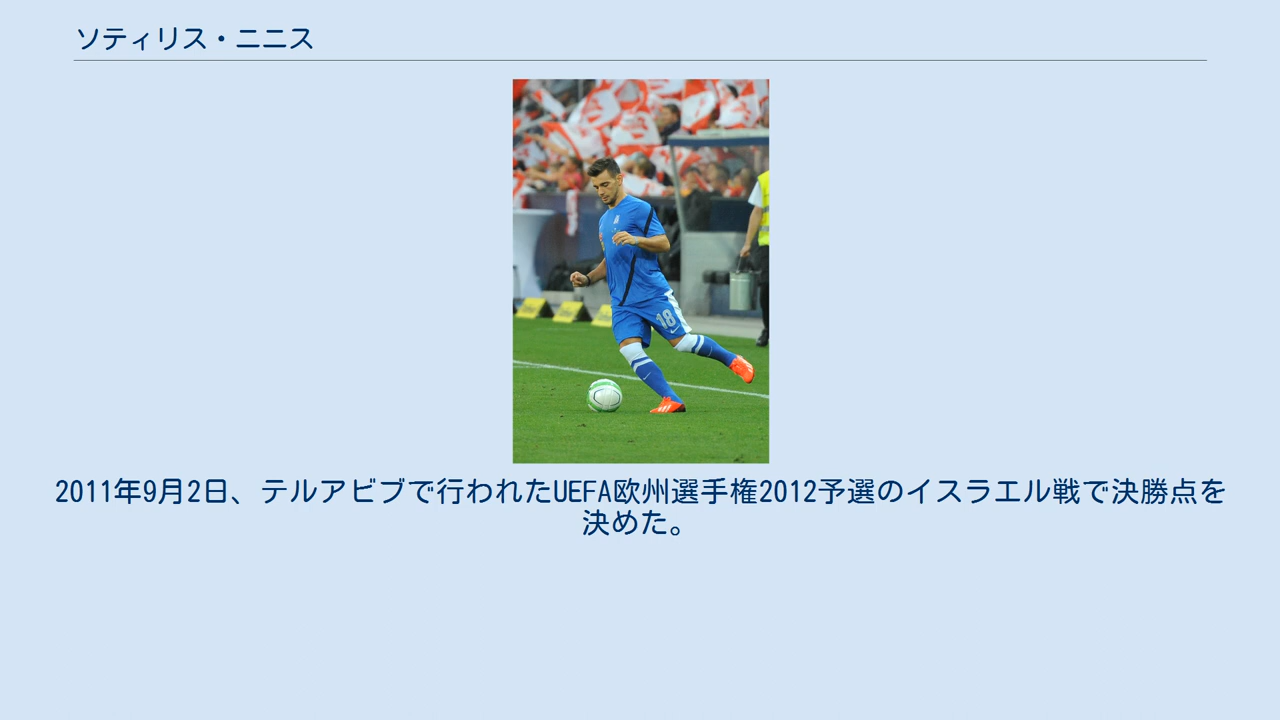 ソティリス・ニニス
18
2011年9月2日、テルアビブで行われたUEFA欧州選手権2012予選のイスラエル戦で決勝点を
決めた。